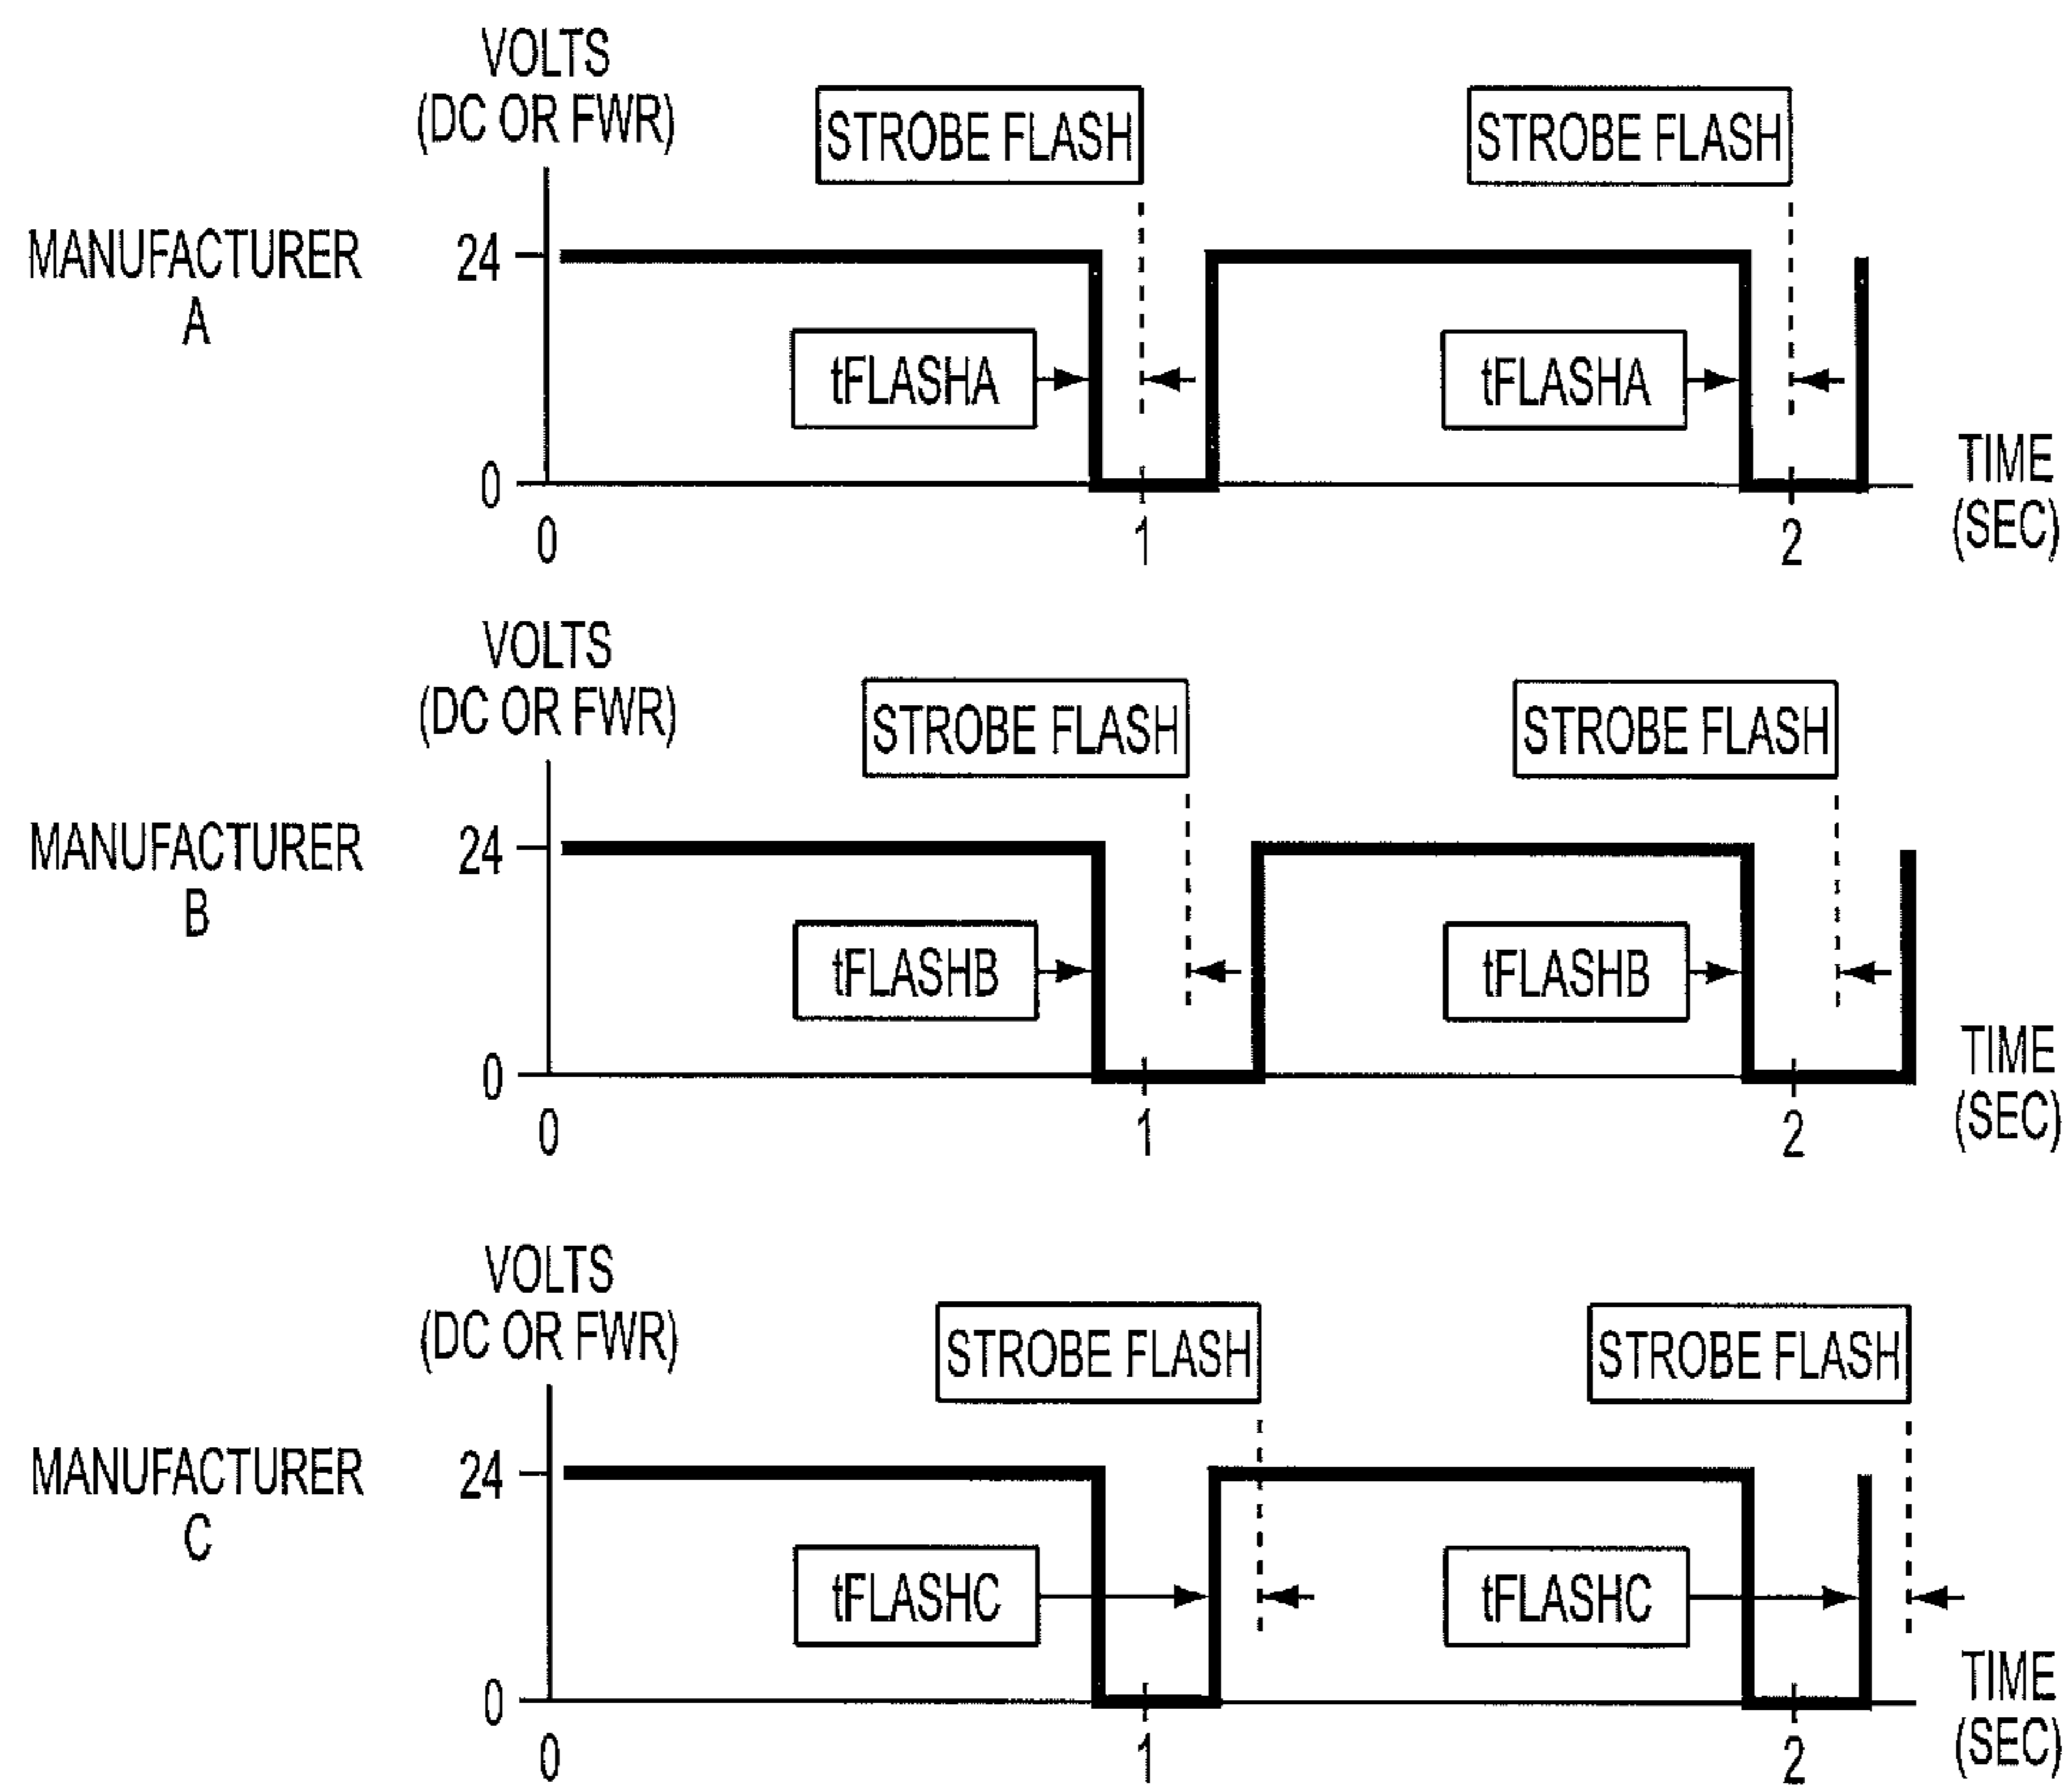 VOLTS
(DC OR FWR)
STROBE FLASH
STROBE FLASH
MANUFACTURER
A
24
tFLASHA
tFLASHA
0
TIME
(SEC)
0
1
2
VOLTS
(DC OR FWR)
STROBE FLASH
STROBE FLASH
MANUFACTURER
B
24
tFLASHB
tFLASHB
0
TIME
(SEC)
0
1
2
VOLTS
(DC OR FWR)
STROBE FLASH
STROBE FLASH
MANUFACTURER
C
24
tFLASHC
tFLASHC
0
TIME
(SEC)
0
1
2